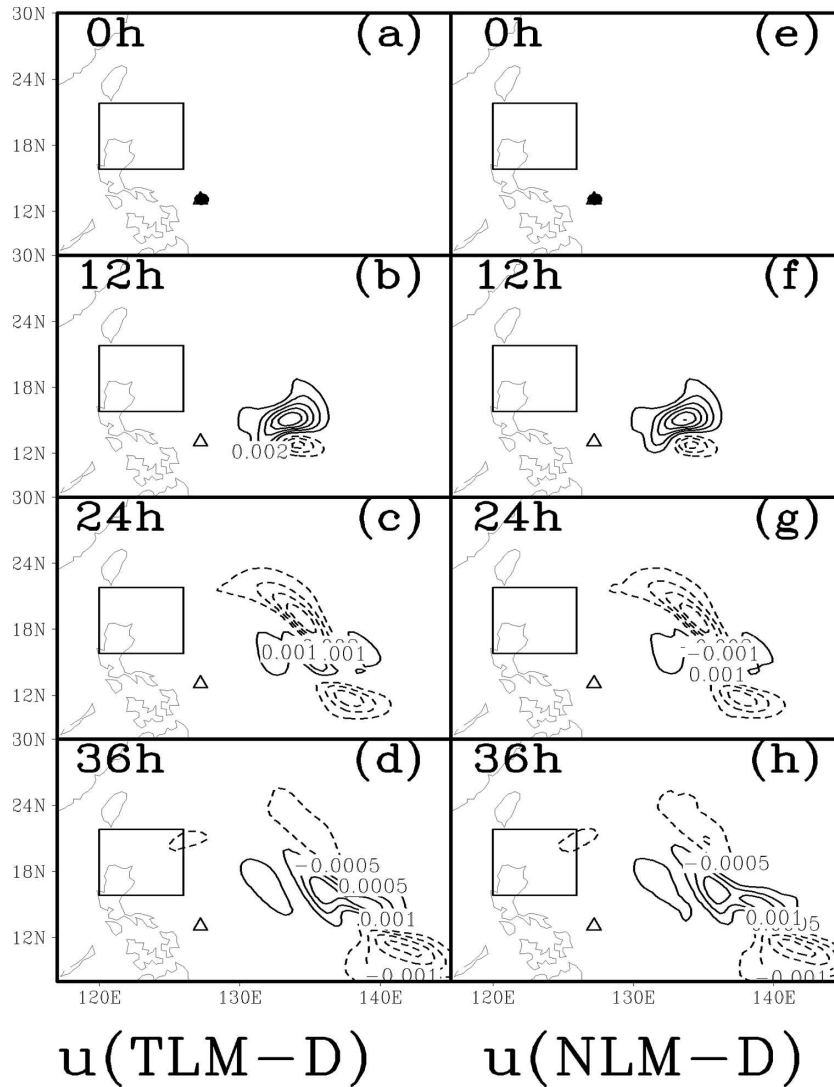 30N
0h (a) 0h (e)
24N
18N
12N
30N
12h (b) 12h (f)
24N
18N
12N
0.002
30N
24h (c) 24h (g)
24N
18N
0.001 .001 -0.001
0.001
12N
30N
36h (d) 36h (h)
24N
18N
-0.0005 -0.0005
0.0005
0.001 0.001
12N
120E 130E 140E 120E 130E 140E
u(TLM-D) u(NLM-D)